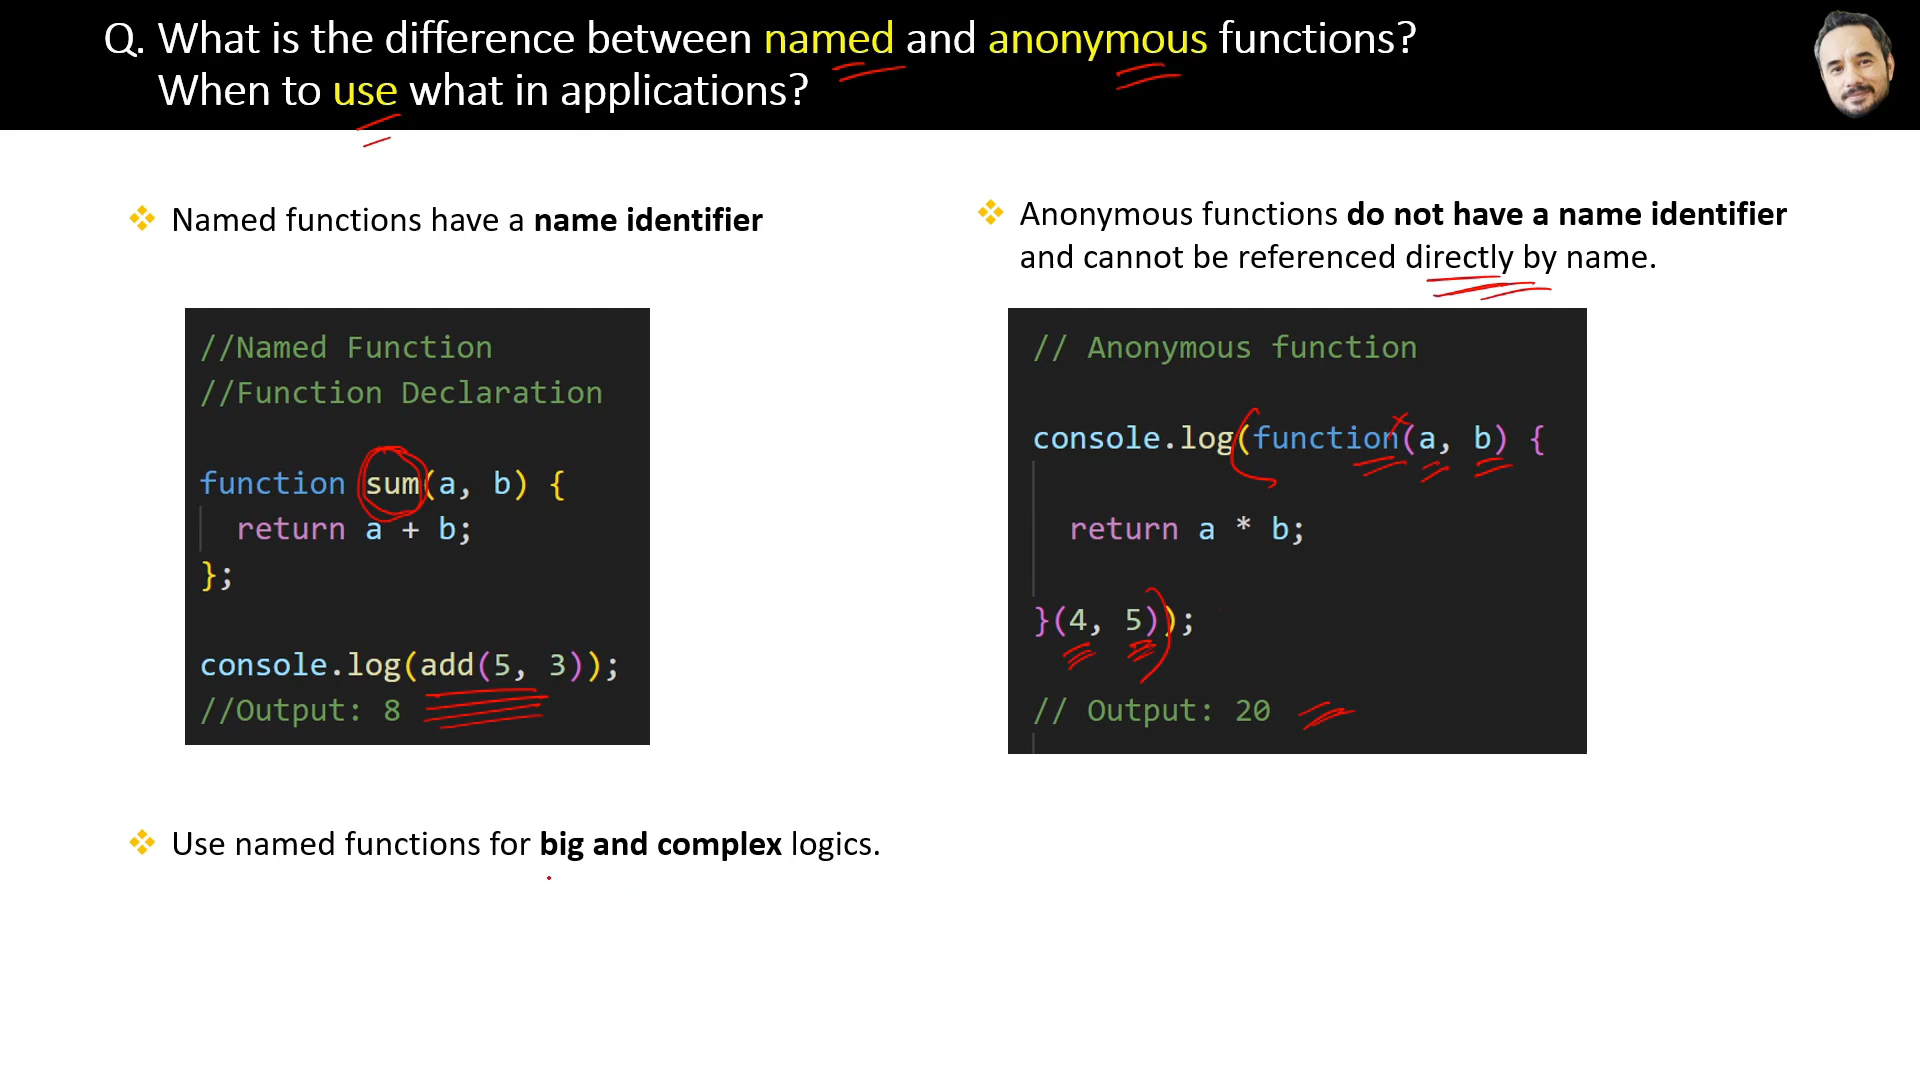 Q. What is the difference between named and anonymous functions?
When to use what in applications?
Named functions have a name identifier
//Named Function
//Function Declaration
function sum(a, b) {
return a + b;
};
console.log(add(5, 3));
//Output: 8
Use named functions for big and complex logics.
Anonymous functions do not have a name identifier
and cannot be referenced directly by name.
// Anonymous function
console.log(function(a, b) {
return a * b;
}(4, 5));
// Output: 20